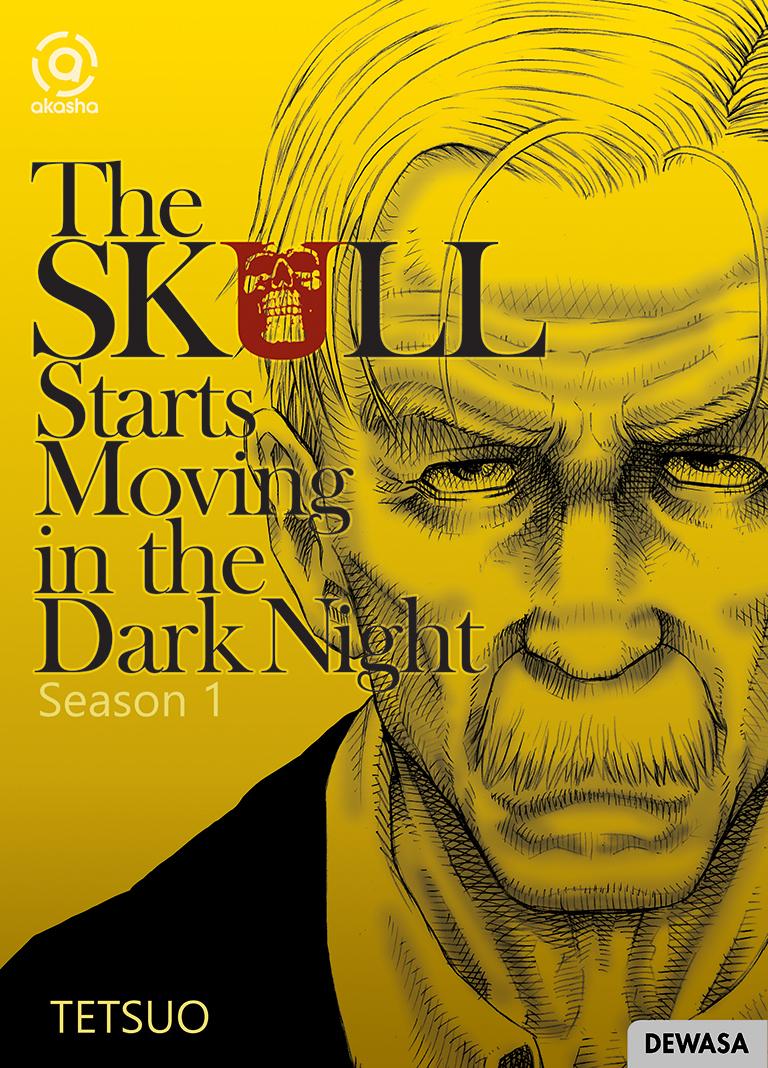 akasha
The
SKULL
Starts
Moving
in the
Dark Night
Season 1
TETSUO
DEWASA